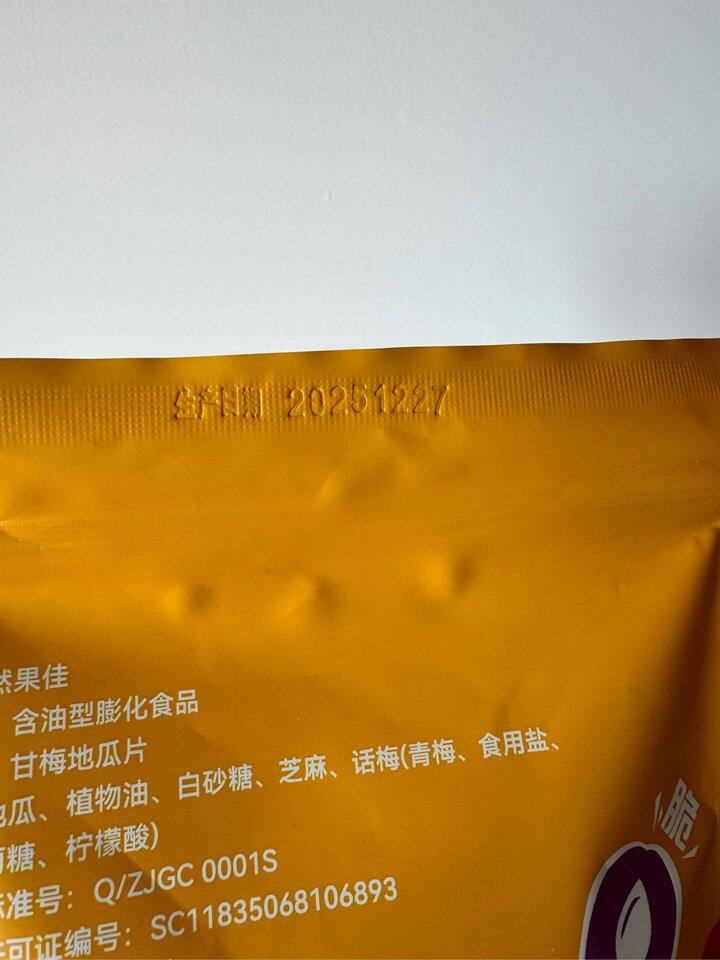 生产日期 20251227
然果佳
含油型膨化食品
甘梅地瓜片
地瓜、植物油、白砂糖、芝麻、话梅(青梅、食用盐、
糖、柠檬酸)
标准号：Q/ZJGC 0001S
许可证编号：SC11835068106893
脆